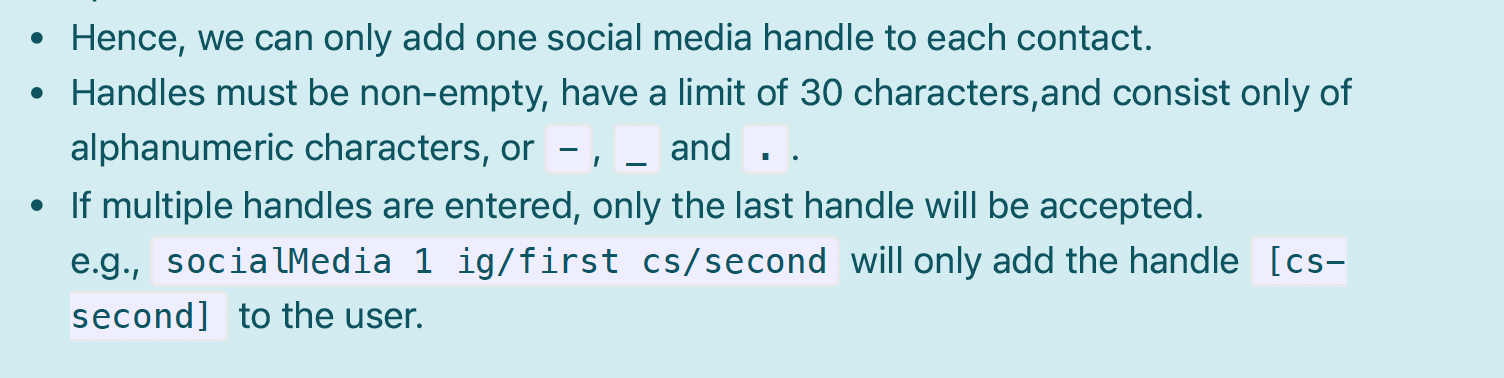 • Hence, we can only add one social media handle to each contact.
• Handles must be non-empty, have a limit of 30 characters,and consist only of
alphanumeric characters, or -, _ and . .
• If multiple handles are entered, only the last handle will be accepted.
e.g., socialMedia 1 ig/first cs/second will only add the handle [cs-
second] to the user.